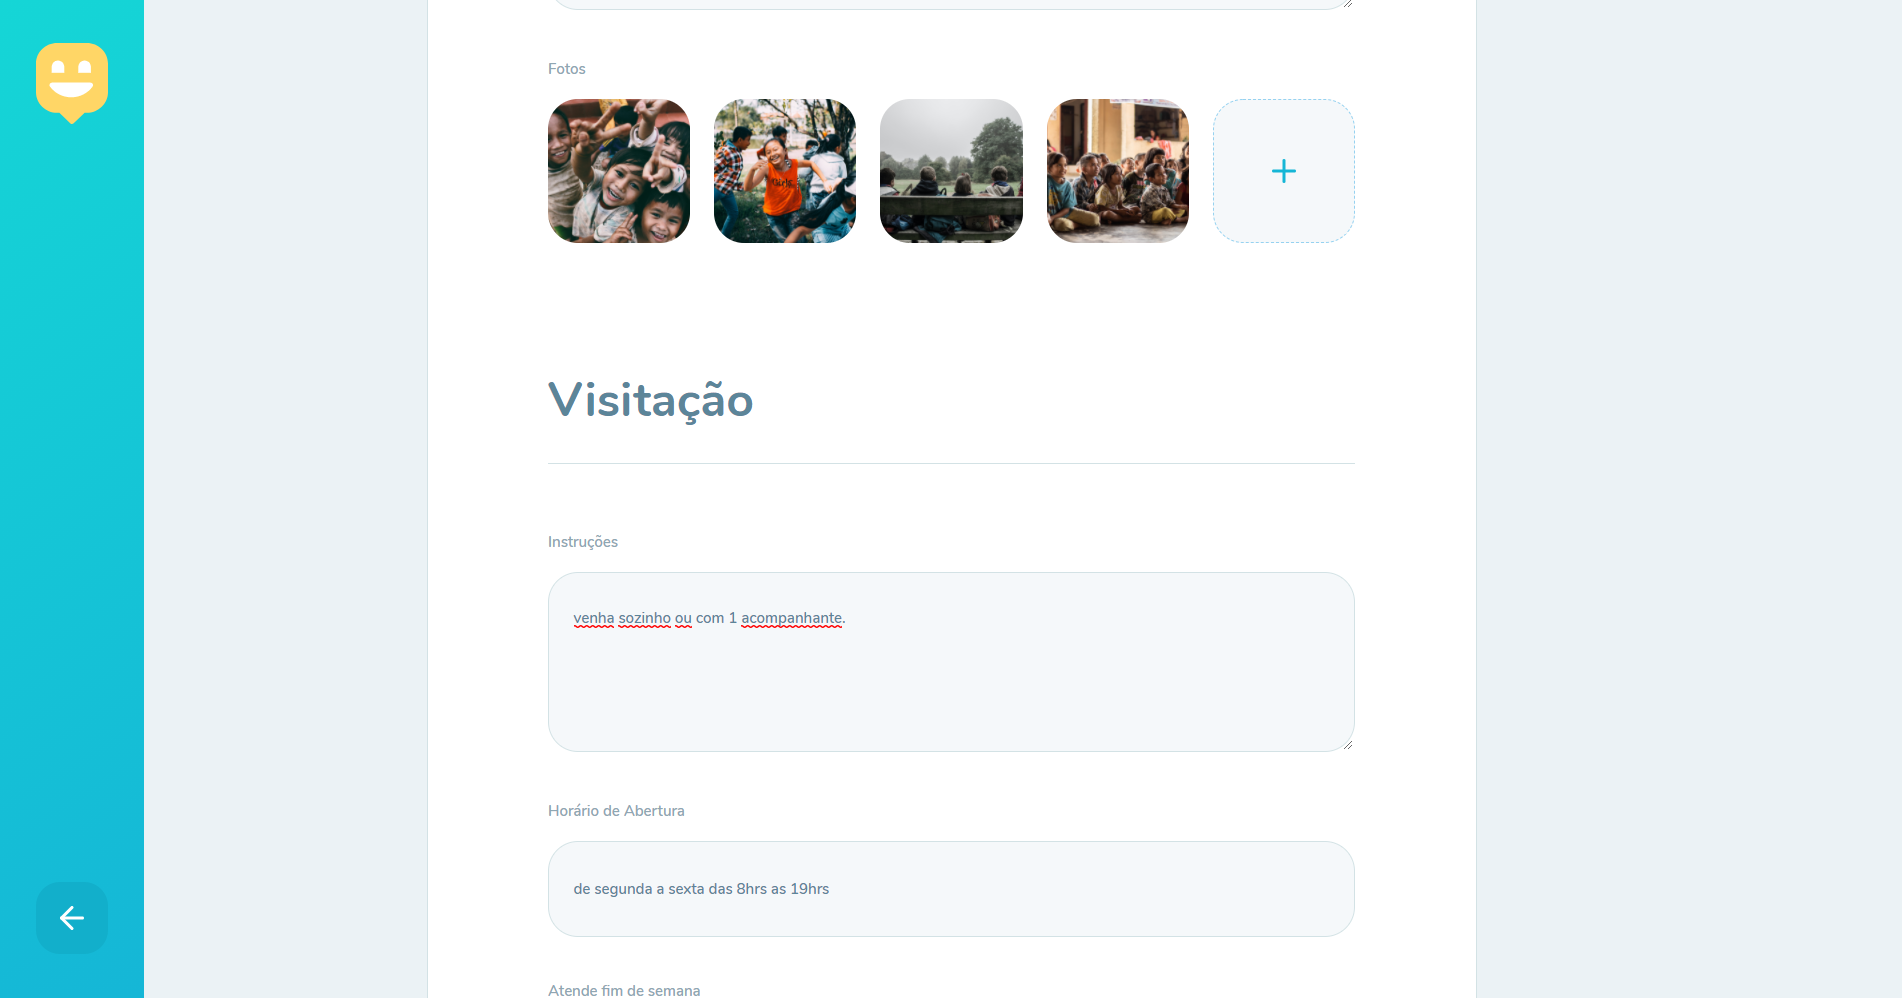 Fotos
Girls
Visitação
Instruções
venha sozinho ou com 1 acompanhante.
Horário de Abertura
de segunda a sexta das 8hrs as 19hrs
Atende fim de semana